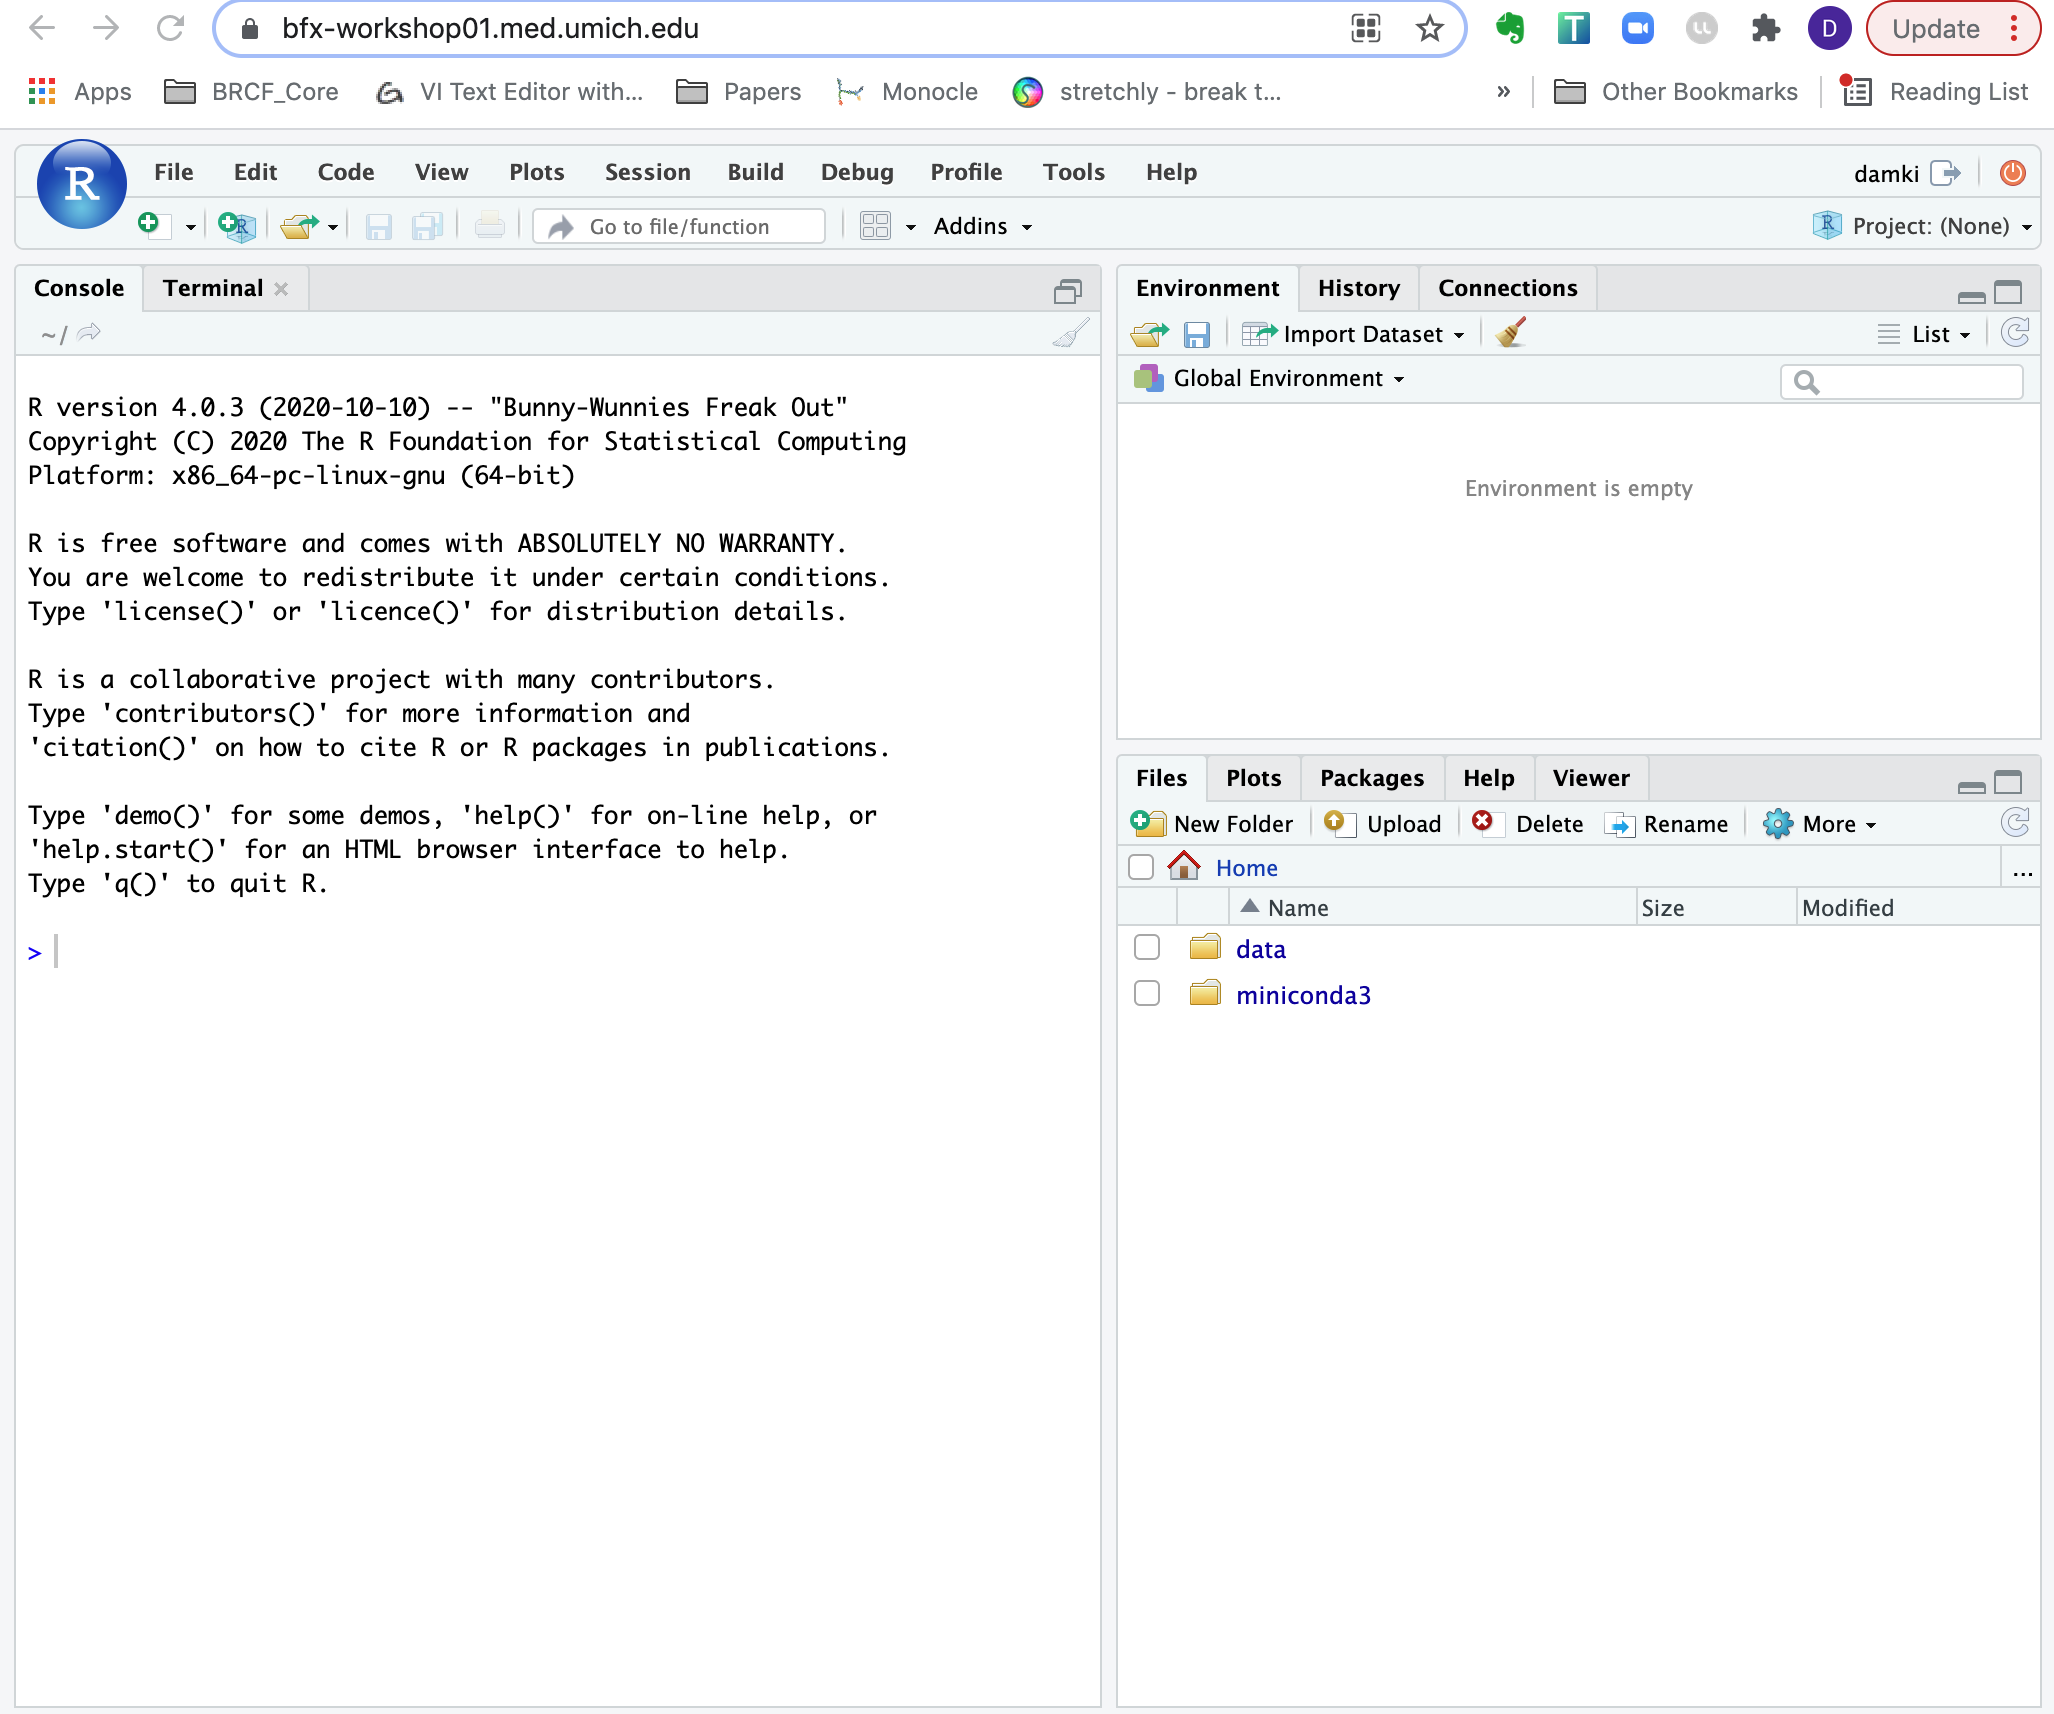 bfx-workshop01.med.umich.edu
D
Update
Apps
BRCF_Core
VI Text Editor with...
Papers
Monocle
stretchly - break t...
»
Other Bookmarks
Reading List
R
File Edit Code View Plots Session Build Debug Profile Tools Help
damki
Go to file/function
Addins
Project: (None)
Console
Terminal
~/
R version 4.0.3 (2020-10-10) -- "Bunny-Wunnies Freak Out"
Copyright (C) 2020 The R Foundation for Statistical Computing
Platform: x86_64-pc-linux-gnu (64-bit)
R is free software and comes with ABSOLUTELY NO WARRANTY.
You are welcome to redistribute it under certain conditions.
Type 'license()' or 'licence()' for distribution details.
R is a collaborative project with many contributors.
Type 'contributors()' for more information and
'citation()' on how to cite R or R packages in publications.
Type 'demo()' for some demos, 'help()' for on-line help, or
'help.start()' for an HTML browser interface to help.
Type 'q()' to quit R.
>
Environment History Connections
Import Dataset
List
Global Environment
Environment is empty
Files Plots Packages Help Viewer
New Folder Upload Delete Rename More
Home
...
Name Size Modified
data
miniconda3